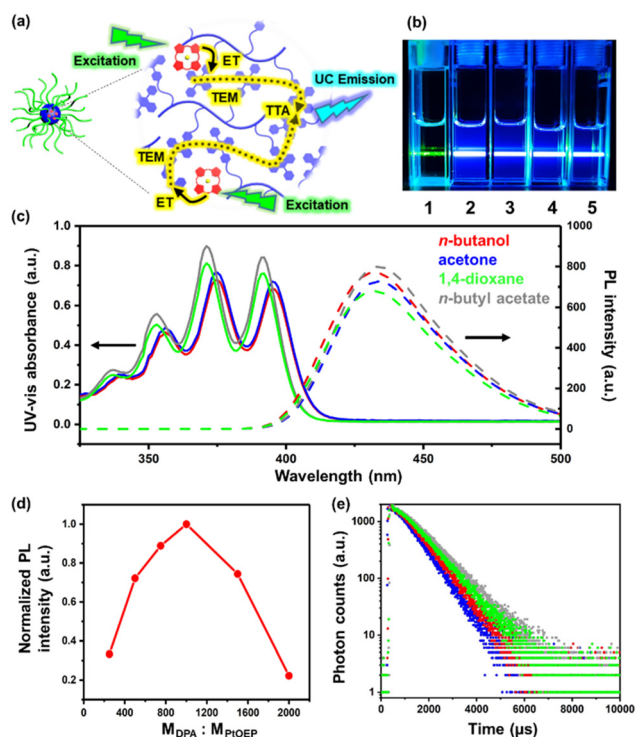 (a)
Excitation
ET
TEM
TTA
UC Emission
TEM
ET
Excitation
(b)
1 2 3 4 5
(c)
UV-vis absorbance (a.u.)
1.0
0.8
0.6
0.4
0.2
0.0
n-butanol
acetone
1,4-dioxane
n-butyl acetate
1000
800
600
400
200
0
PL intensity (a.u.)
350 400 450 500
Wavelength (nm)
(d)
Normalized PL
intensity (a.u.)
1.0
0.8
0.6
0.4
0.2
0 400 800 1200 1600 2000
MDPA : MPtOEP
(e)
Photon counts (a.u.)
1000
100
10
1
0 2000 4000 6000 8000 10000
Time (μs)